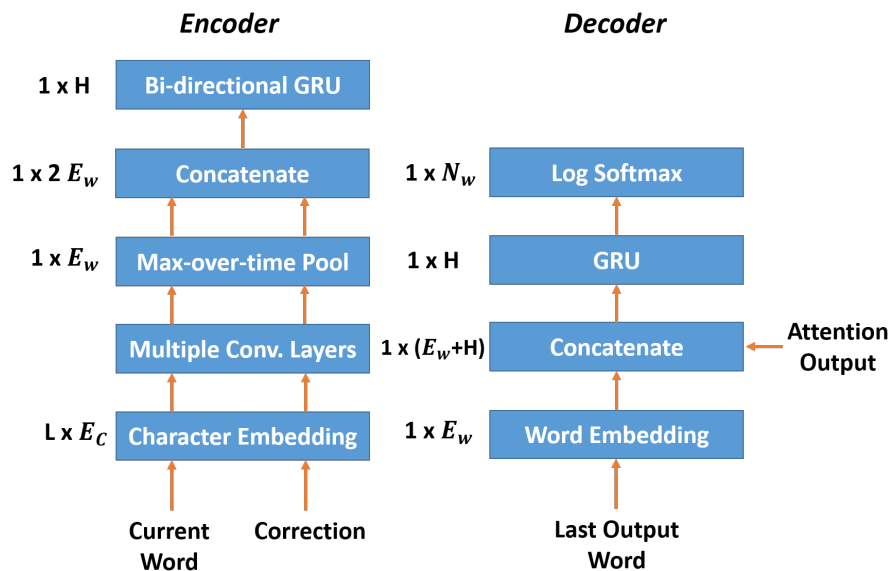 Encoder
Decoder
1 x H
Bi-directional GRU
1 x 2 E_w
Concatenate
1 x N_w
Log Softmax
1 x E_w
Max-over-time Pool
1 x H
GRU
Multiple Conv. Layers
1 x (E_w+H)
Concatenate
Attention
Output
L x E_C
Character Embedding
1 x E_w
Word Embedding
Current
Word
Correction
Last Output
Word